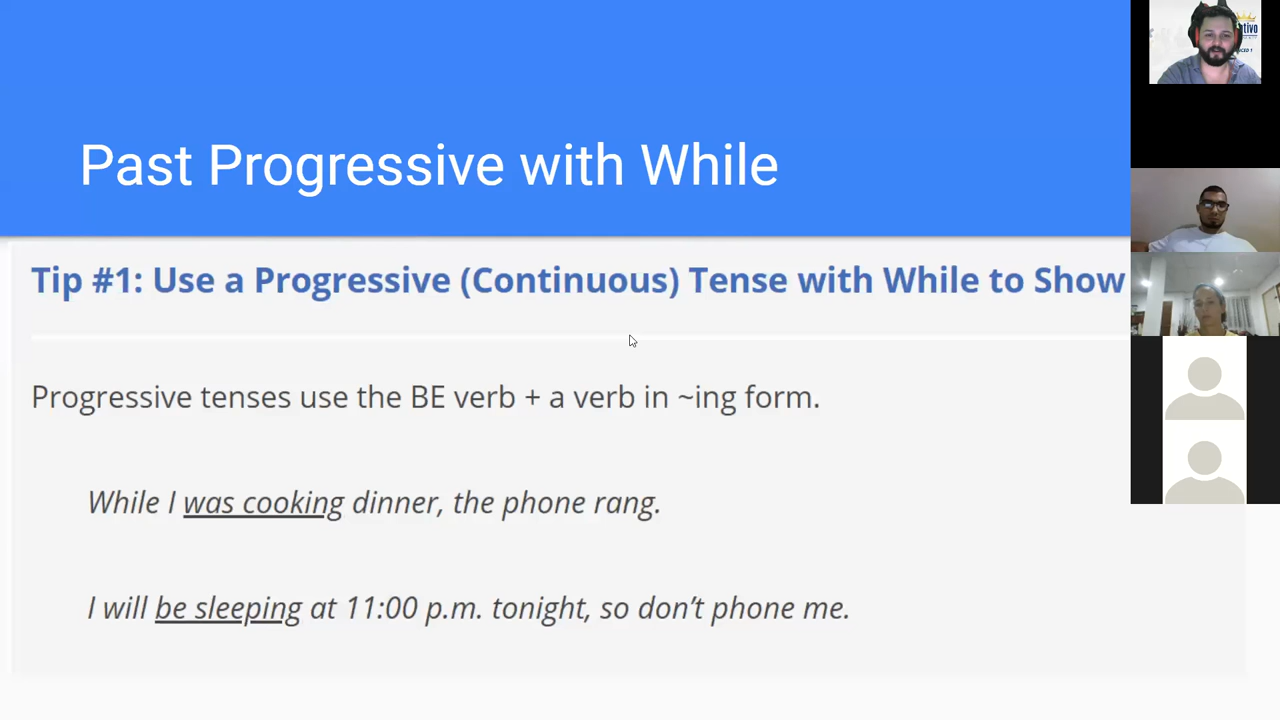 Past Progressive with While
Tip #1: Use a Progressive (Continuous) Tense with While to Show
Progressive tenses use the BE verb + a verb in ~ing form.
While I was cooking dinner, the phone rang.
I will be sleeping at 11:00 p.m. tonight, so don't phone me.